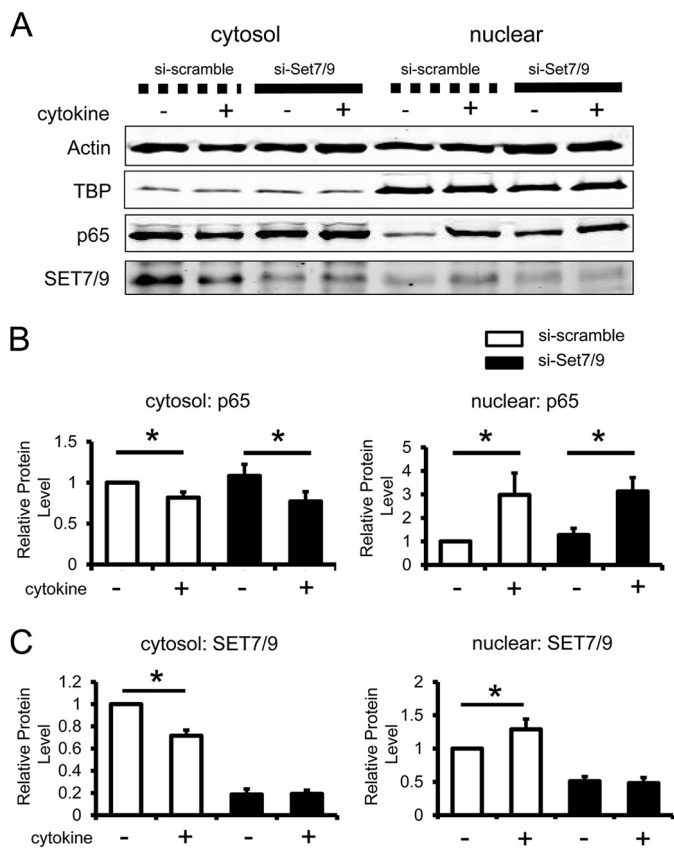 A
cytosol nuclear
si-scramble si-Set7/9 si-scramble si-Set7/9
cytokine - + - + - + - +
Actin
TBP
p65
SET7/9
B
si-scramble
si-Set7/9
cytosol: p65
Relative Protein
Level
1.5
1
0.5
0
* *
cytokine - + - +
nuclear: p65
Relative Protein
Level
5
4
3
2
1
0
* *
- + - +
C
cytosol: SET7/9
Relative Protein
Level
1.2
1
0.8
0.6
0.4
0.2
0
*
cytokine - + - +
nuclear: SET7/9
Relative Protein
Level
2
1.5
1
0.5
0
*
- + - +